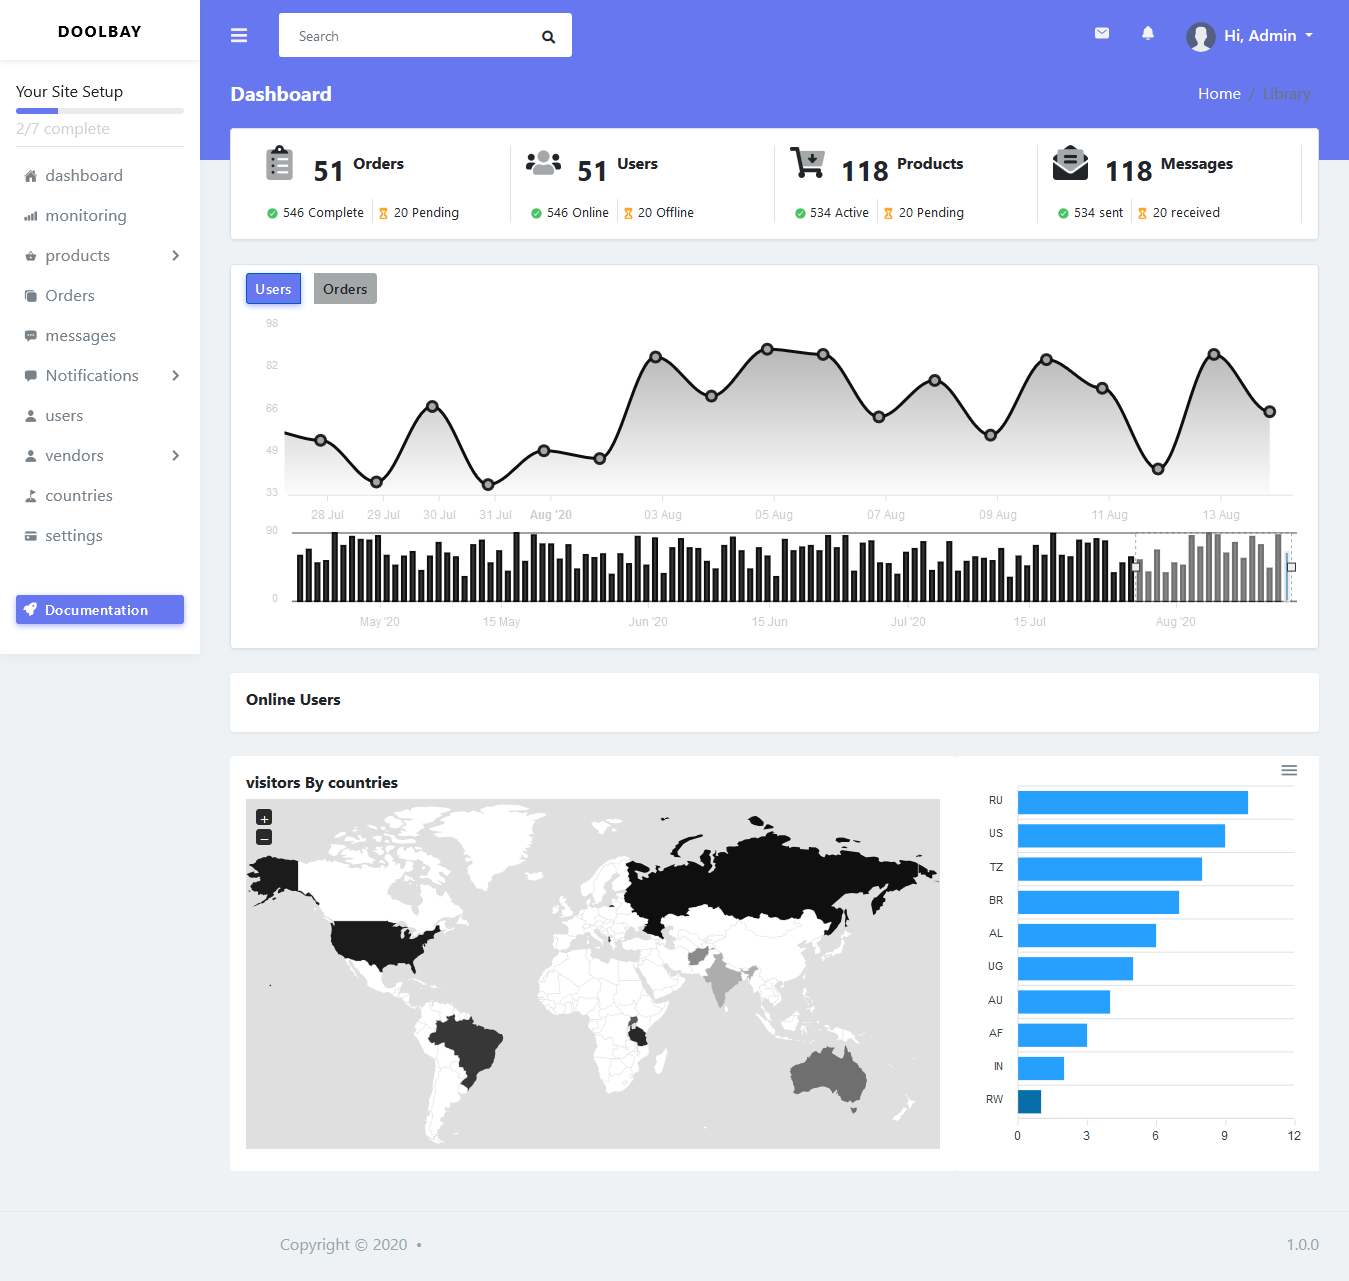 DOOLBAY
Search
Hi, Admin
Your Site Setup
2/7 complete
dashboard
monitoring
products
Orders
messages
Notifications
users
vendors
countries
settings
Documentation
Dashboard
Home / Library
51 Orders
546 Complete 20 Pending
51 Users
546 Online 20 Offline
118 Products
534 Active 20 Pending
118 Messages
534 sent 20 received
Users Orders
98
82
66
49
33
28 Jul 29 Jul 30 Jul 31 Jul Aug '20 03 Aug 05 Aug 07 Aug 09 Aug 11 Aug 13 Aug
90
0
May '20 15 May Jun '20 15 Jun Jul '20 15 Jul Aug '20
Online Users
visitors By countries
+
−
RU
US
TZ
BR
AL
UG
AU
AF
IN
RW
0 3 6 9 12
Copyright © 2020 •
1.0.0